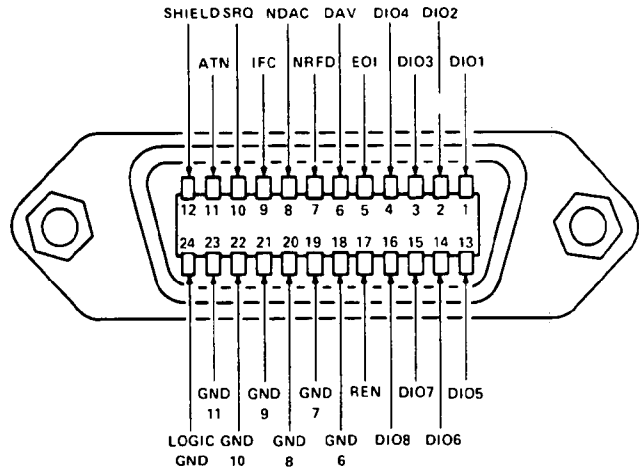 SHIELD SRQ NDAC DAV DIO4 DIO2
ATN IFC NRFD EOI DIO3 DIO1
12 11 10 9 8 7 6 5 4 3 2 1
24 23 22 21 20 19 18 17 16 15 14 13
GND GND GND REN DIO7 DIO5
11 9 7
LOGIC GND GND GND DIO8 DIO6
GND 10 8 6